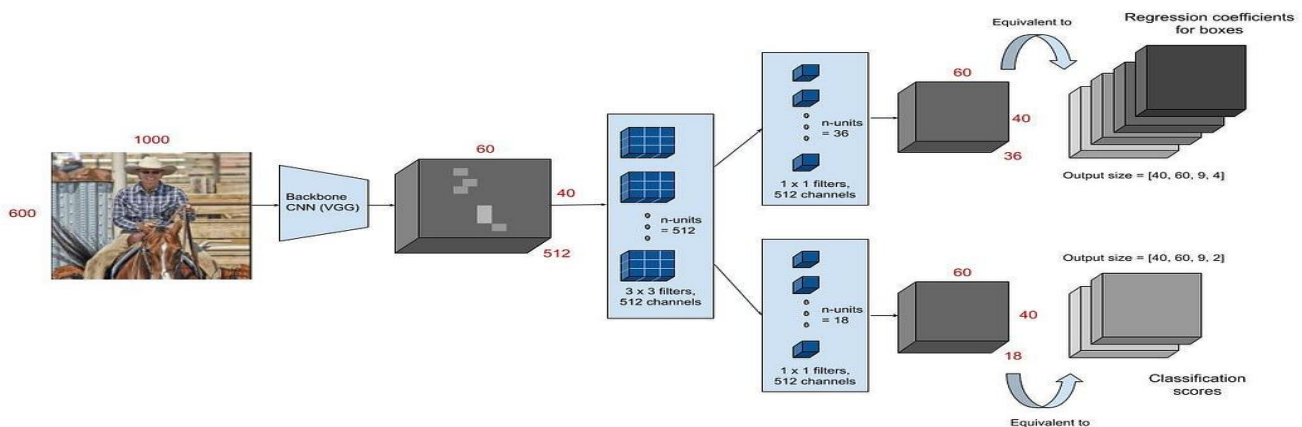 1000
600
Backbone
CNN (VGG)
60
40
512
n-units
= 512
3 x 3 filters,
512 channels
n-units
= 36
1 x 1 filters,
512 channels
60
40
36
Equivalent to
Regression coefficients
for boxes
Output size = [40, 60, 9, 4]
n-units
= 18
1 x 1 filters,
512 channels
60
40
18
Output size = [40, 60, 9, 2]
Classification
scores
Equivalent to